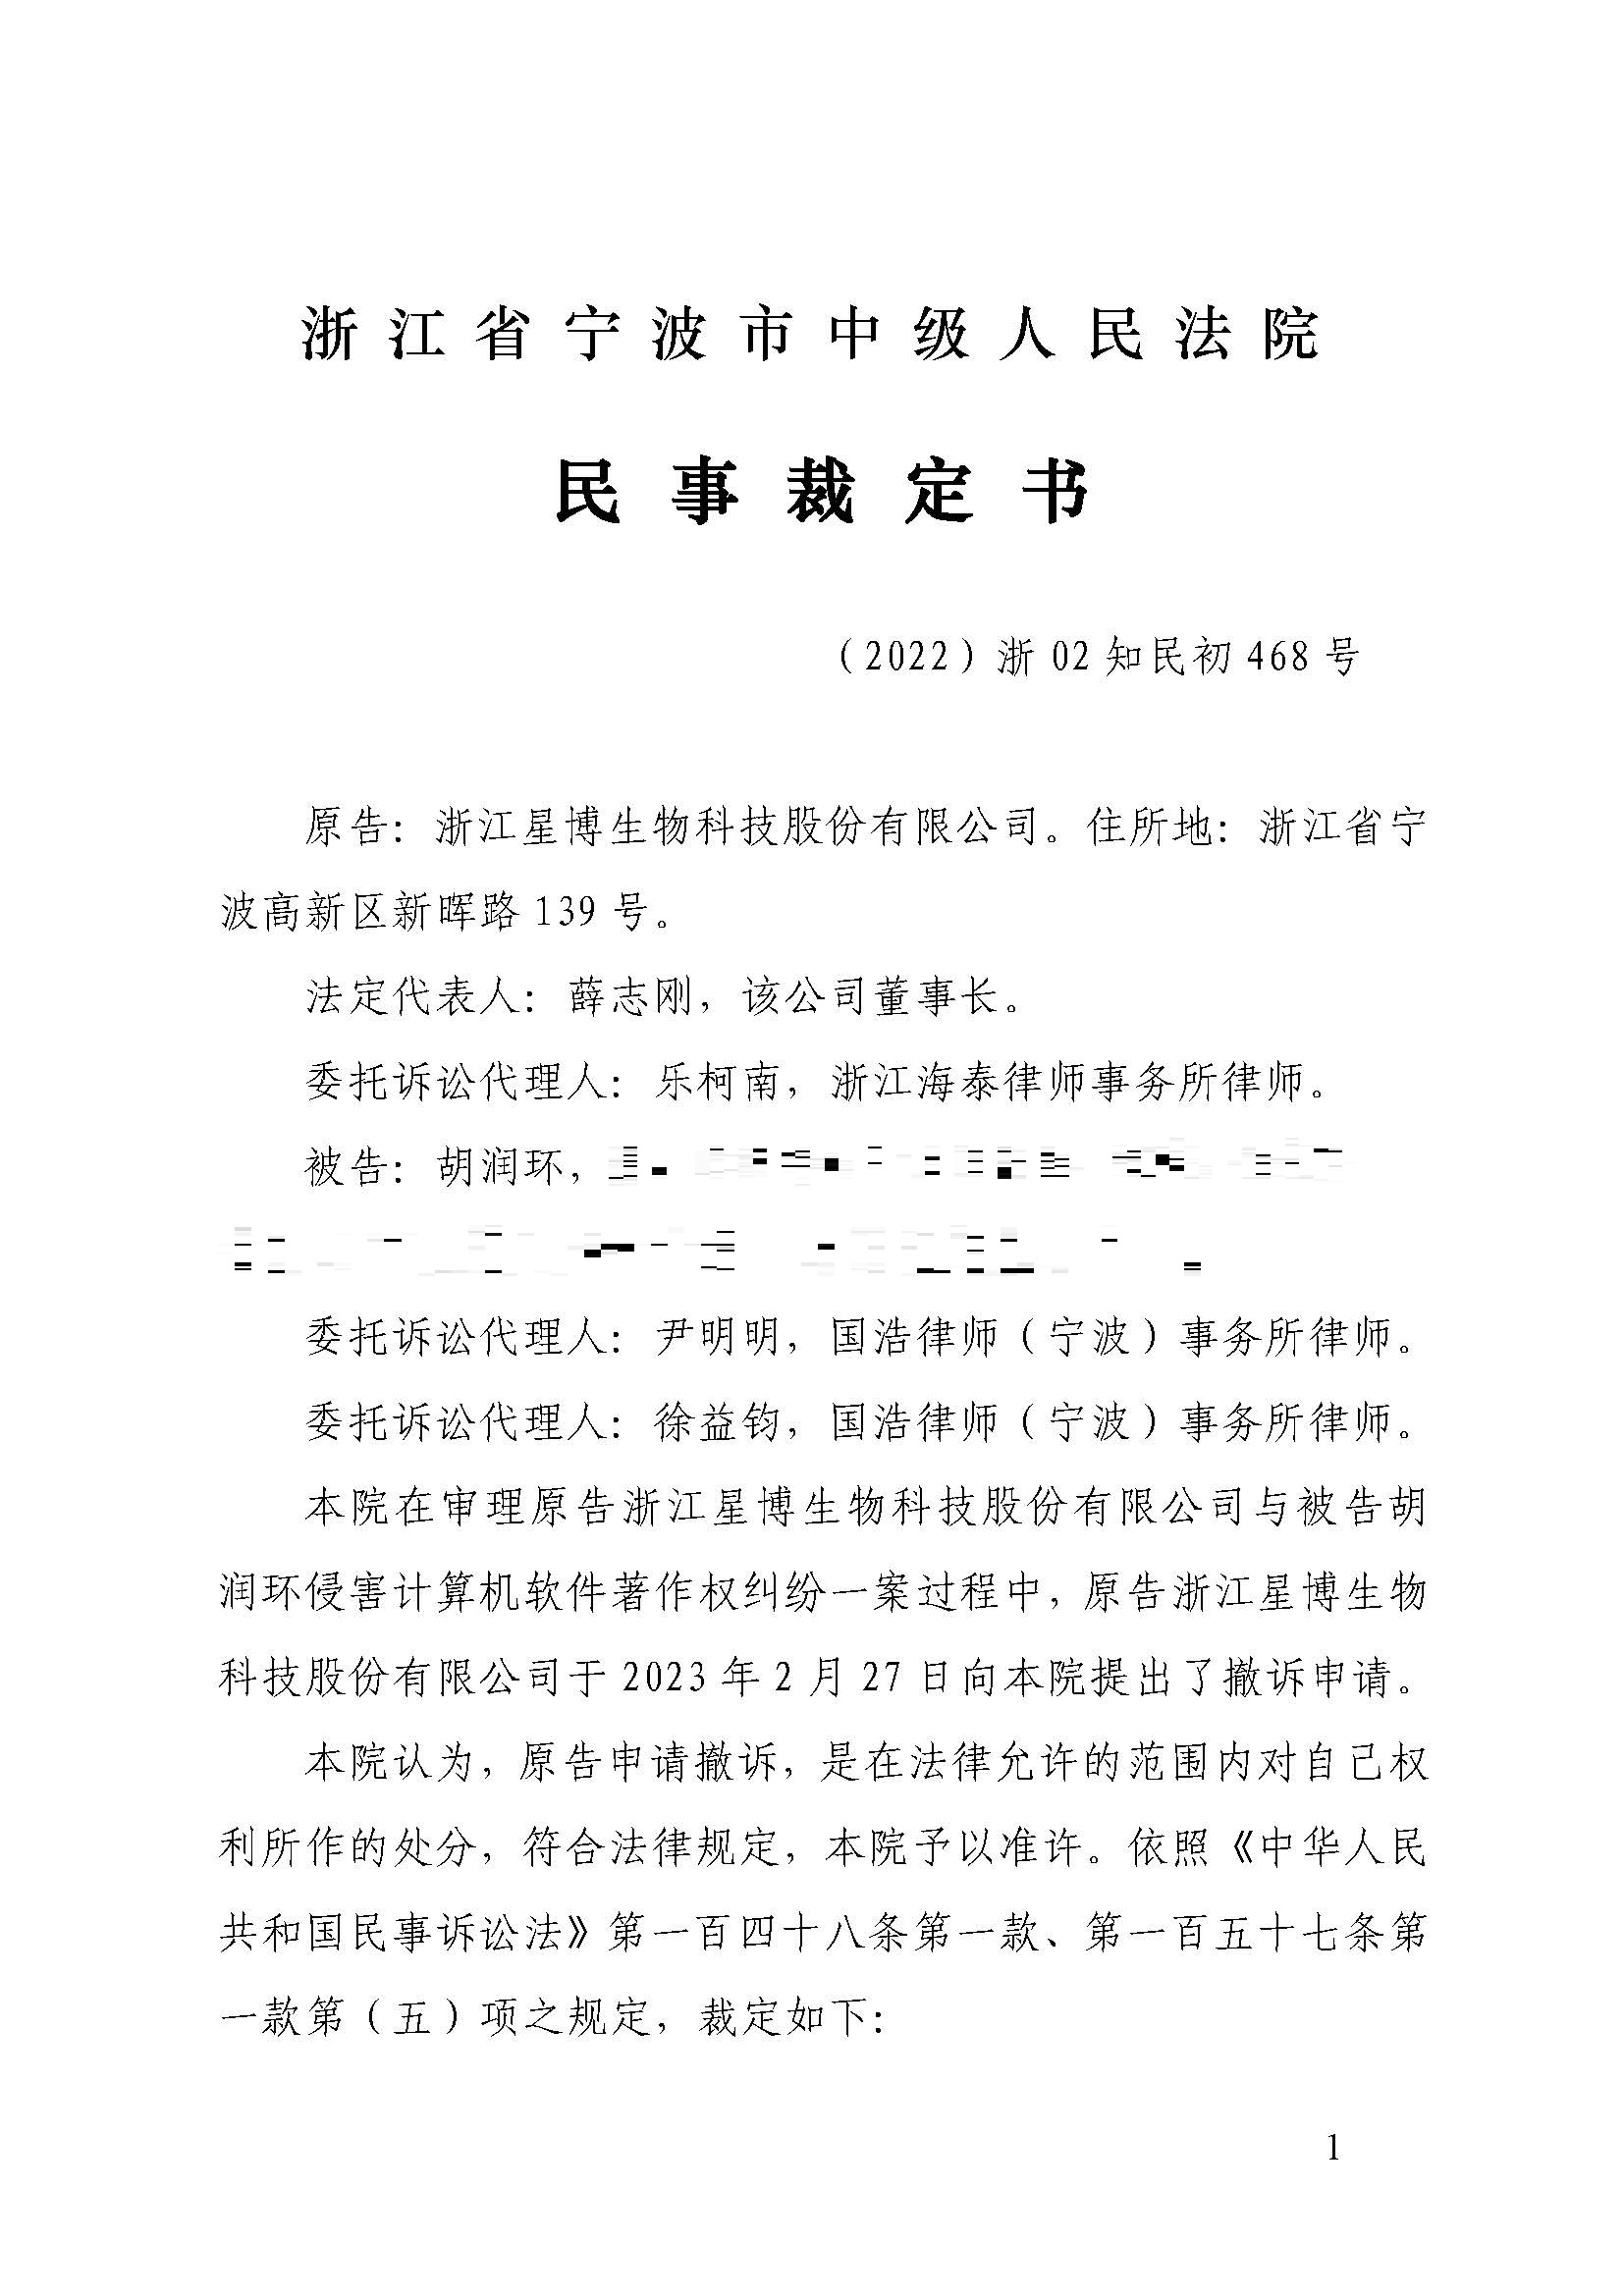 浙江省宁波市中级人民法院
民事裁定书
（2022）浙 02 知民初 468 号
原告：浙江星博生物科技股份有限公司。住所地：浙江省宁
波高新区新晖路 139 号。
法定代表人：薛志刚，该公司董事长。
委托诉讼代理人：乐柯南，浙江海泰律师事务所律师。
被告：胡润环，
委托诉讼代理人：尹明明，国浩律师（宁波）事务所律师。
委托诉讼代理人：徐益钧，国浩律师（宁波）事务所律师。
本院在审理原告浙江星博生物科技股份有限公司与被告胡
润环侵害计算机软件著作权纠纷一案过程中，原告浙江星博生物
科技股份有限公司于 2023 年 2 月 27 日向本院提出了撤诉申请。
本院认为，原告申请撤诉，是在法律允许的范围内对自己权
利所作的处分，符合法律规定，本院予以准许。依照《中华人民
共和国民事诉讼法》第一百四十八条第一款、第一百五十七条第
一款第（五）项之规定，裁定如下：
1